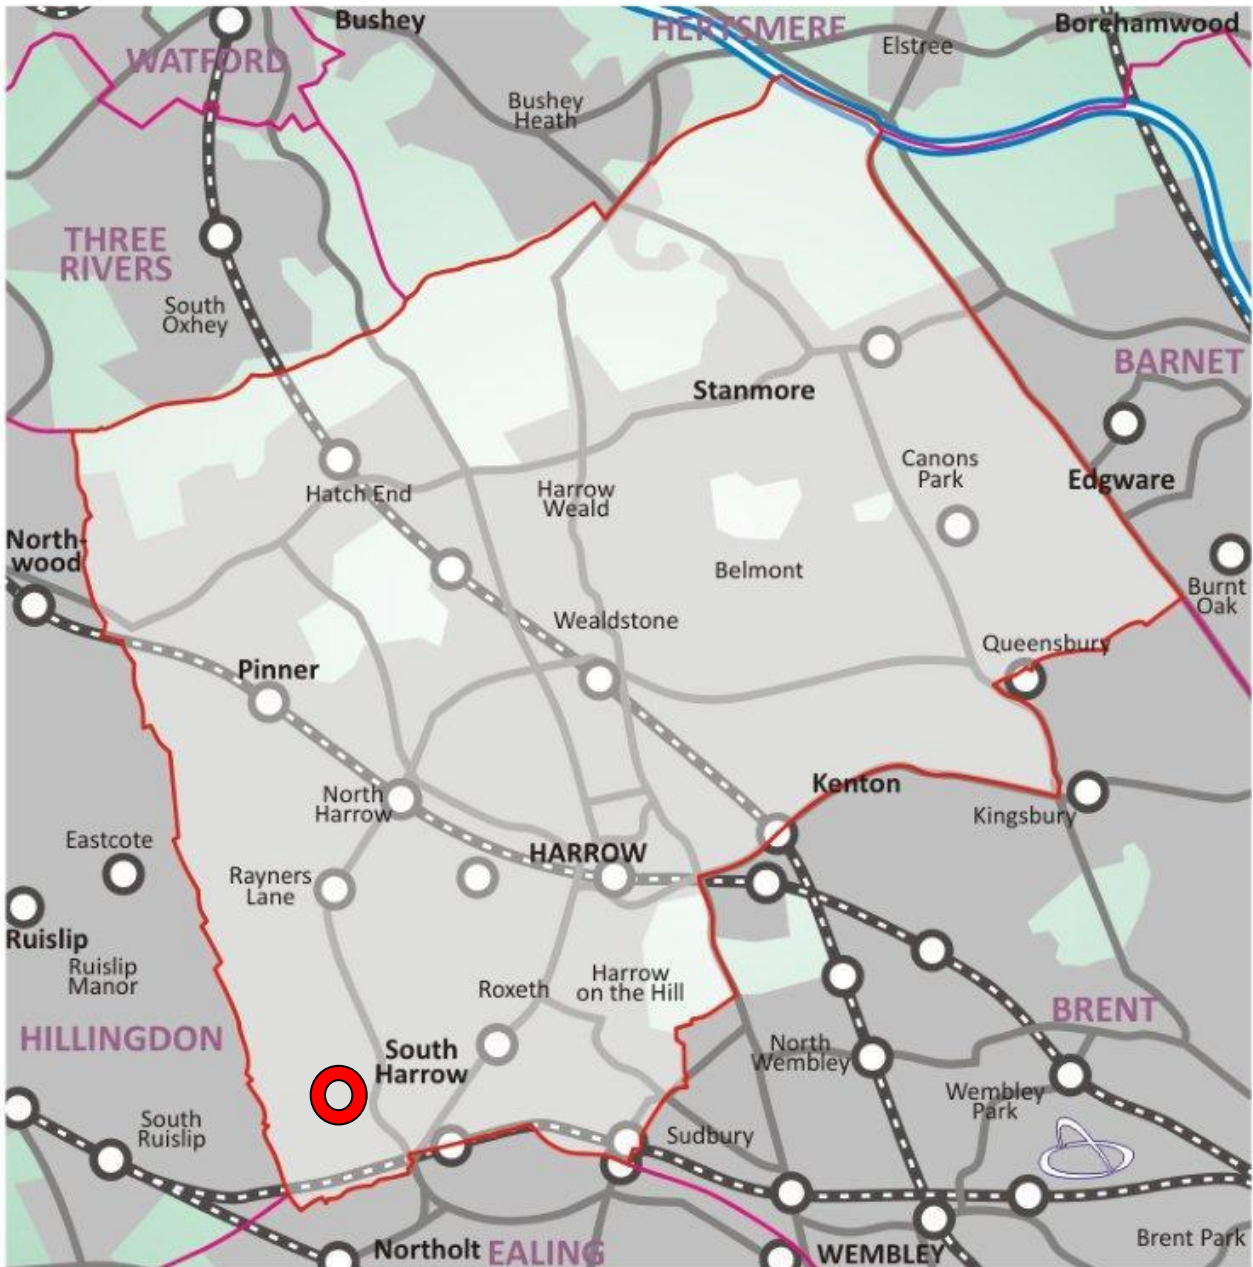 Bushey
HERTSMERE
Borehamwood
WATFORD
Elstree
Bushey
Heath
THREE
RIVERS
South
Oxhey
BARNET
Stanmore
Canons
Park
Edgware
Hatch End
Harrow
Weald
North-
wood
Belmont
Burnt
Oak
Wealdstone
Queensbury
Pinner
Kenton
North
Harrow
Kingsbury
Eastcote
HARROW
Rayners
Lane
Ruislip
Ruislip
Manor
Roxeth
Harrow
on the Hill
BRENT
HILLINGDON
South
Harrow
North
Wembley
Wembley
Park
South
Ruislip
Sudbury
Brent Park
Northolt
EALING
WEMBLEY